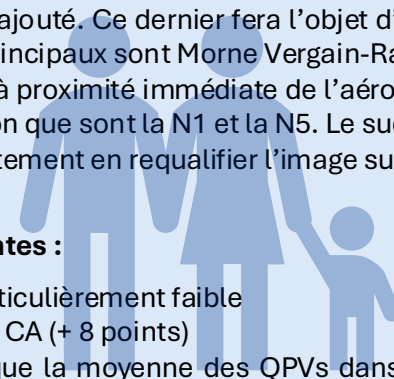 ajouté. Ce dernier fera l’objet d’
incipaux sont Morne Vergain-Ra
à proximité immédiate de l’aéro
on que sont la N1 et la N5. Le su
tement en requalifier l’image su
ntes :
ticulièrement faible
CA (+ 8 points)
que la moyenne des QPVs dans